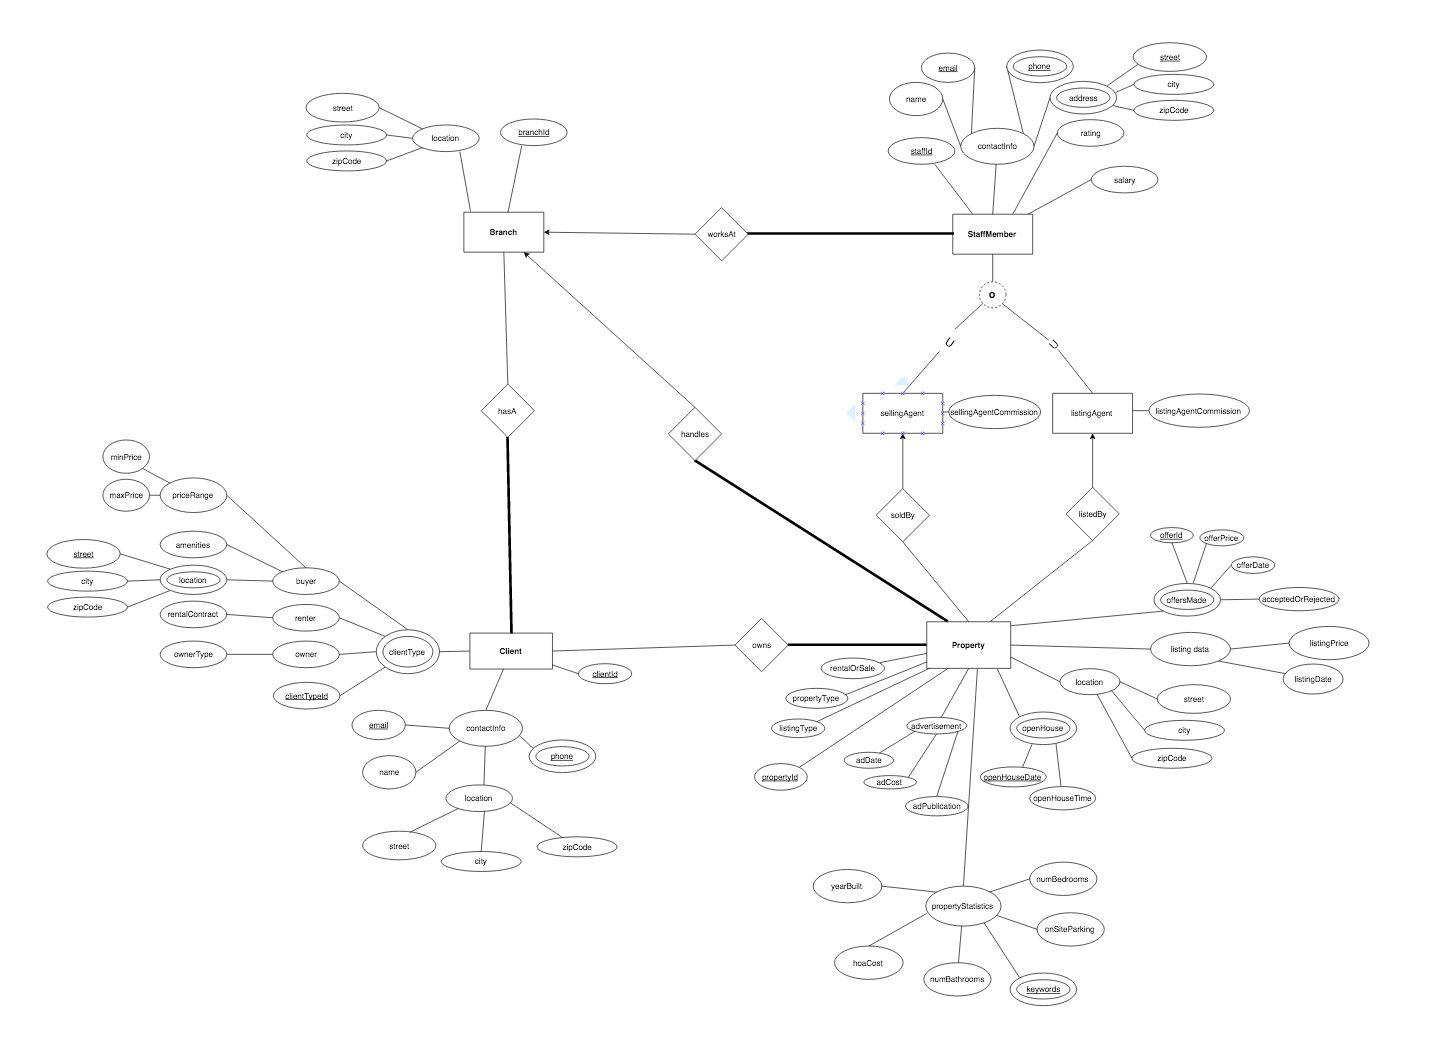 street
city
zipCode
location
branchId
Branch
worksAt
email
phone
name
address
street
city
zipCode
contactInfo
rating
staffId
salary
StaffMember
o
U
U
sellingAgent
sellingAgentCommission
listingAgent
listingAgentCommission
hasA
handles
soldBy
listedBy
minPrice
maxPrice
priceRange
amenities
street
city
zipCode
location
buyer
rentalContract
renter
ownerType
owner
clientType
clientTypeId
Client
clientId
owns
Property
email
contactInfo
phone
name
location
street
city
zipCode
offerId
offerPrice
offerDate
offersMade
acceptedOrRejected
listing data
listingPrice
listingDate
location
street
city
zipCode
rentalOrSale
propertyType
listingType
propertyId
advertisement
adDate
adCost
adPublication
openHouse
openHouseDate
openHouseTime
propertyStatistics
yearBuilt
hoaCost
numBathrooms
keywords
onSiteParking
numBedrooms